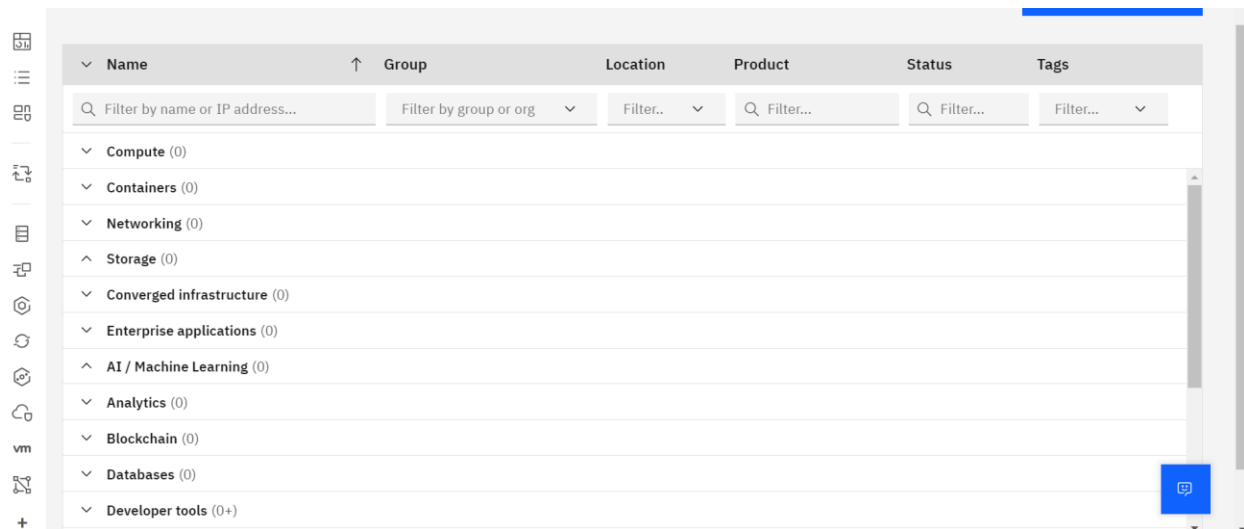 Name Group Location Product Status Tags
Filter by name or IP address... Filter by group or org Filter.. Filter... Filter... Filter...
Compute (0)
Containers (0)
Networking (0)
Storage (0)
Converged infrastructure (0)
Enterprise applications (0)
AI / Machine Learning (0)
Analytics (0)
Blockchain (0)
vm
Databases (0)
Developer tools (0+)